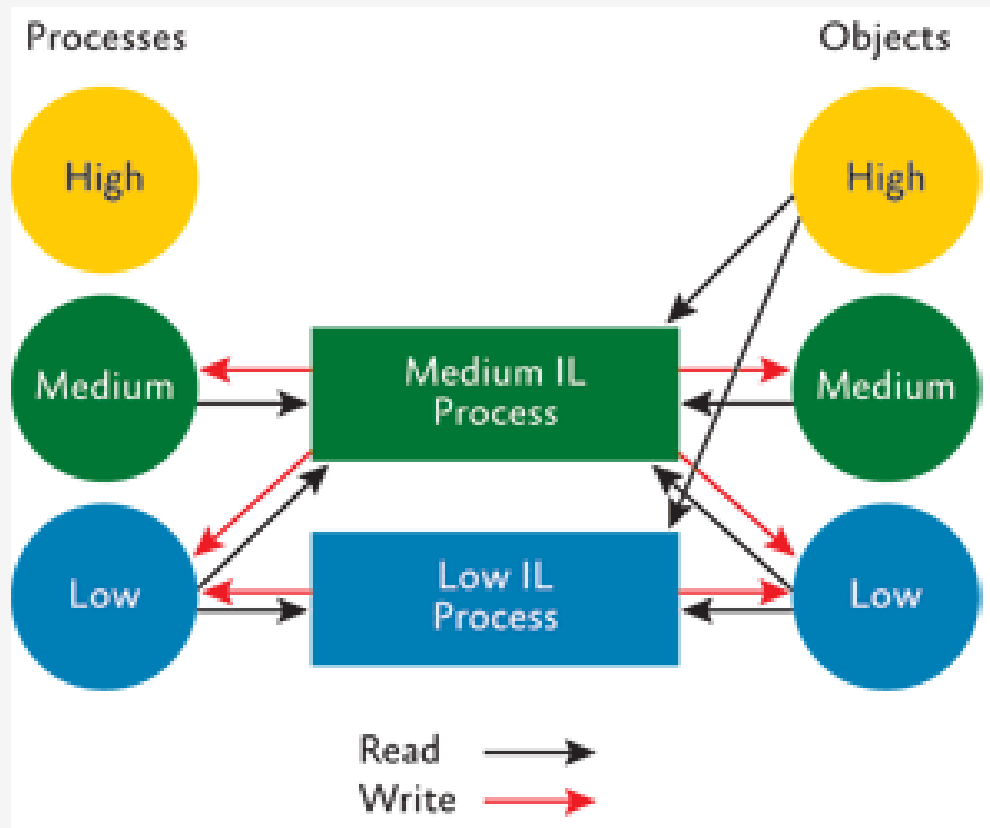 Processes
Objects
High
High
Medium
Medium IL
Process
Medium
Low
Low IL
Process
Low
Read
Write